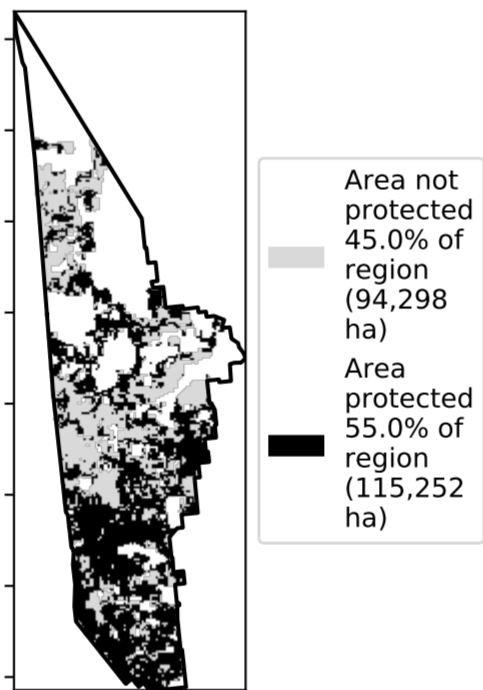 Area not
protected
45.0% of
region
(94,298
ha)
Area
protected
55.0% of
region
(115,252
ha)